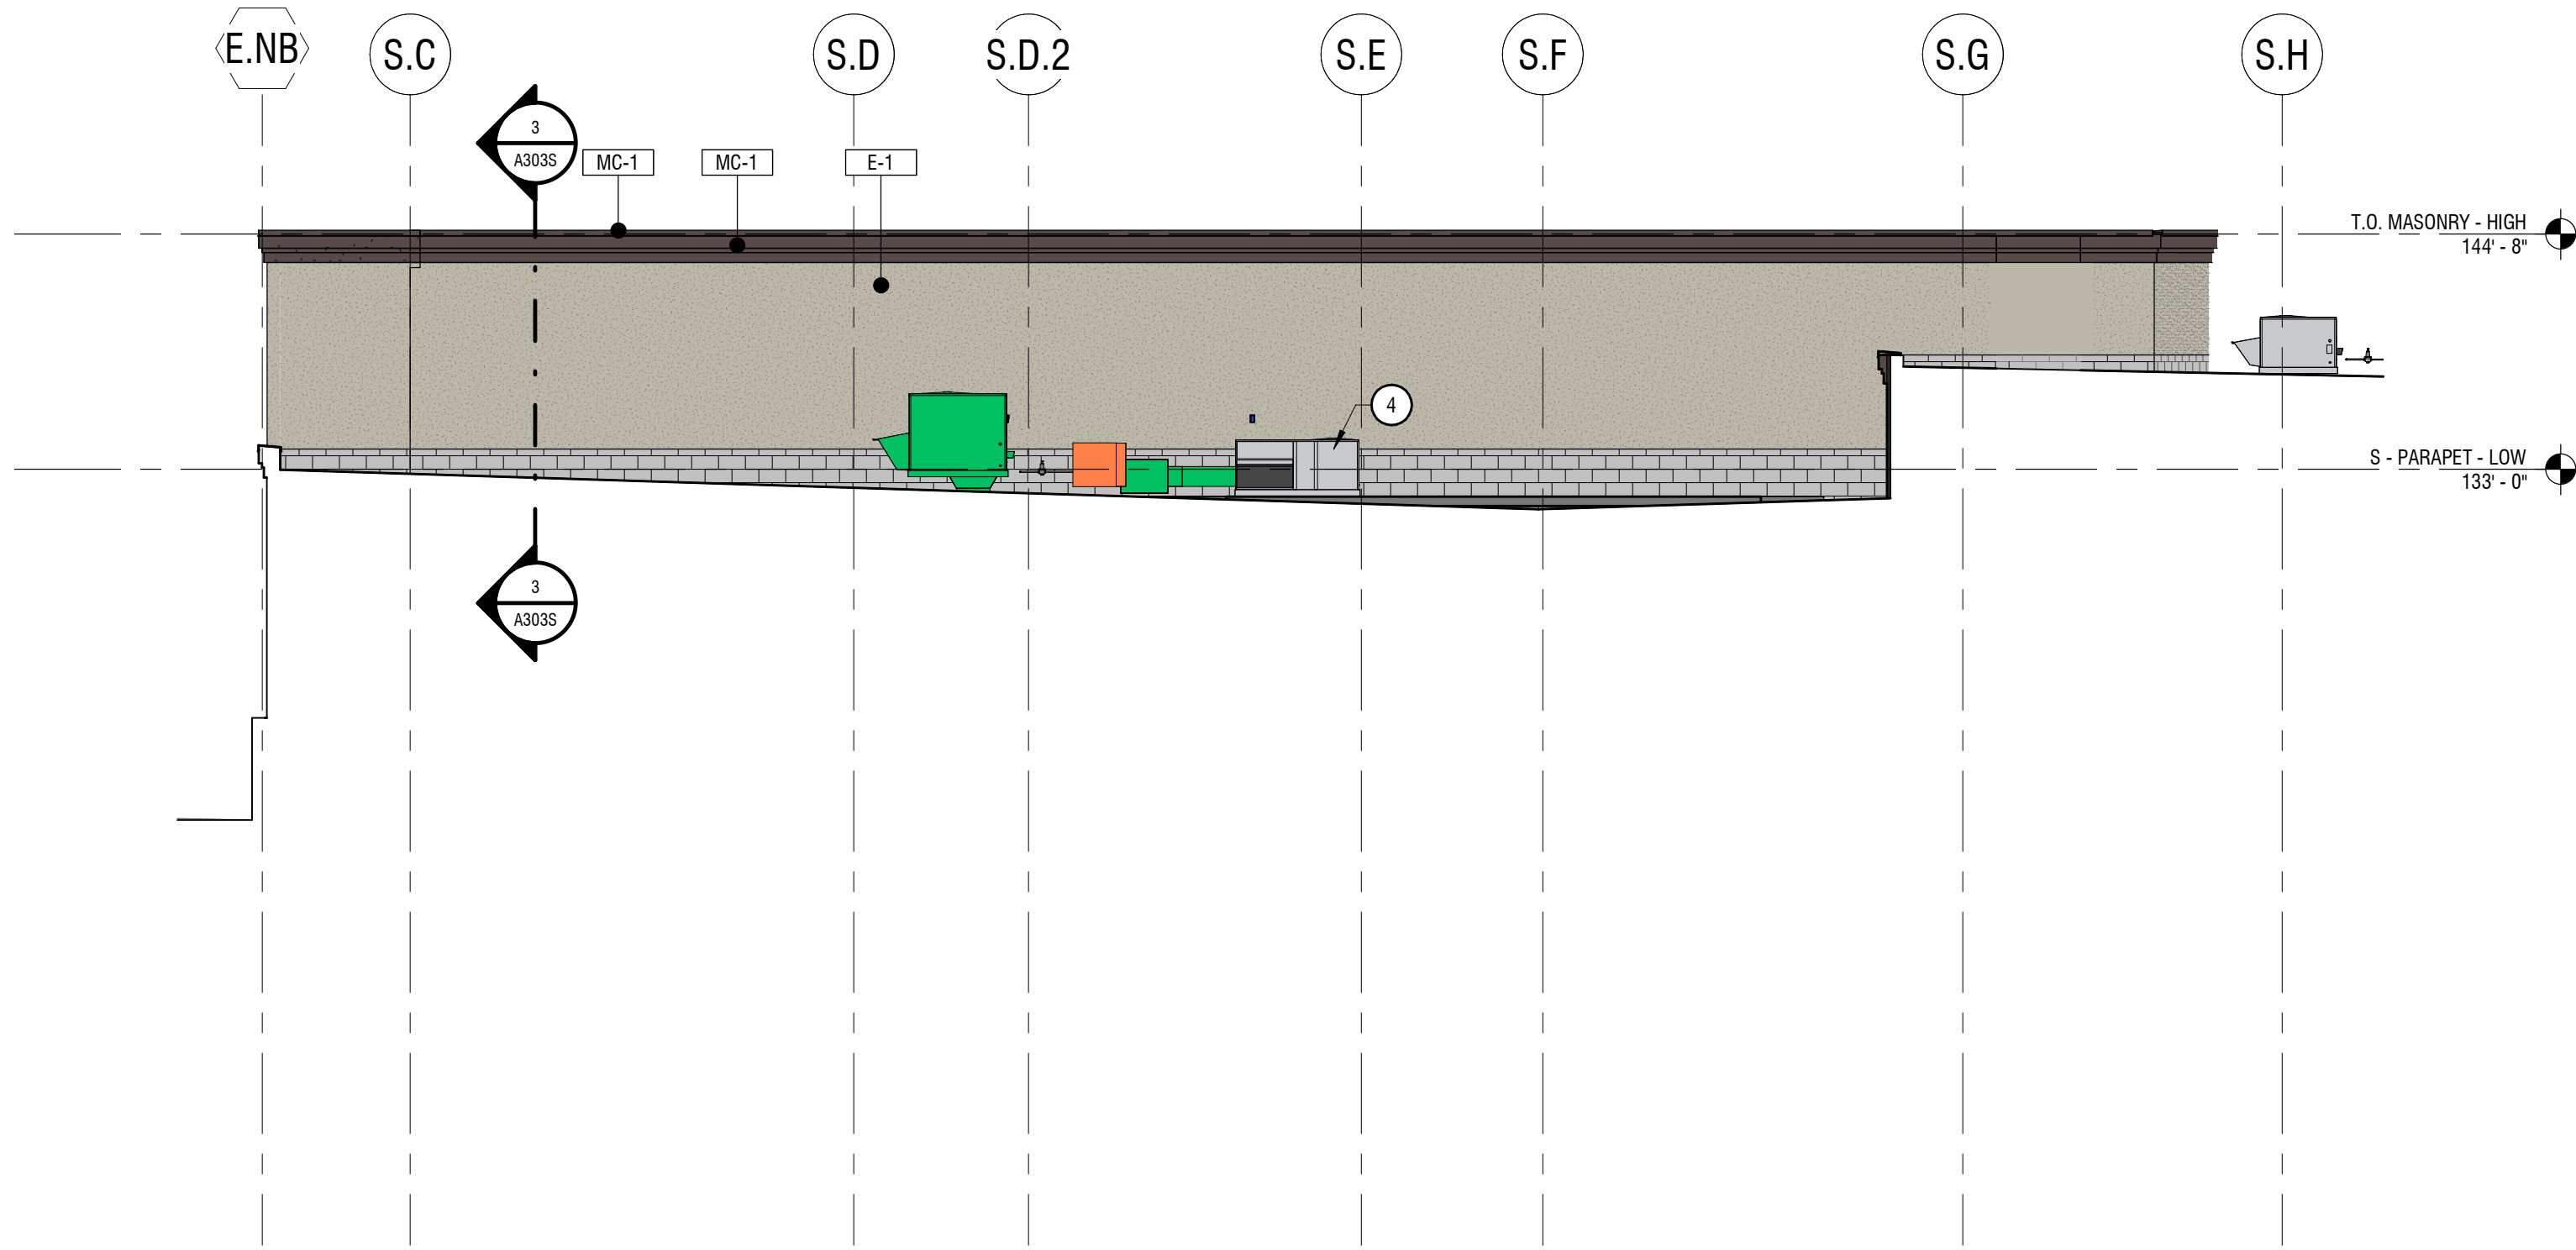 E.NB
S.C
S.D
S.D.2
S.E
S.F
S.G
S.H
3
A303S
MC-1
MC-1
E-1
T.O. MASONRY - HIGH
144' - 8"
4
S - PARAPET - LOW
133' - 0"
3
A303S